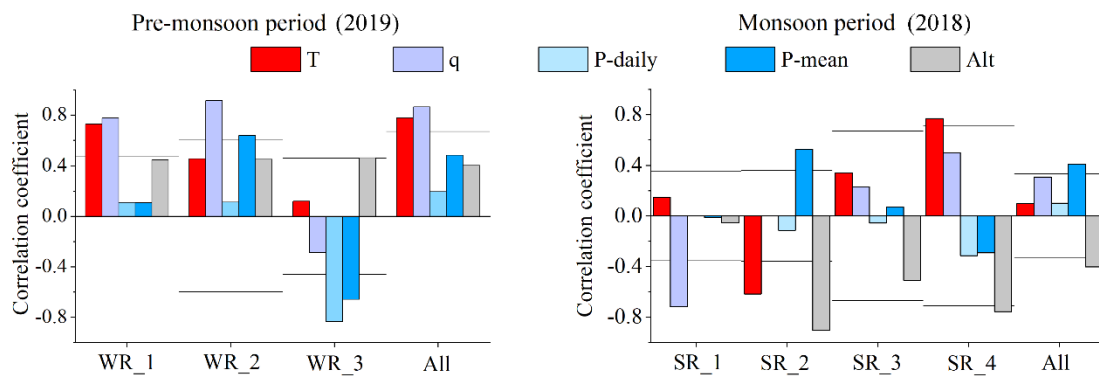 Pre-monsoon period (2019)
Monsoon period (2018)
T
q
P-daily
P-mean
Alt
Correlation coefficient
0.8
0.4
0.0
-0.4
-0.8
WR_1
WR_2
WR_3
All
Correlation coefficient
0.8
0.4
0.0
-0.4
-0.8
SR_1
SR_2
SR_3
SR_4
All